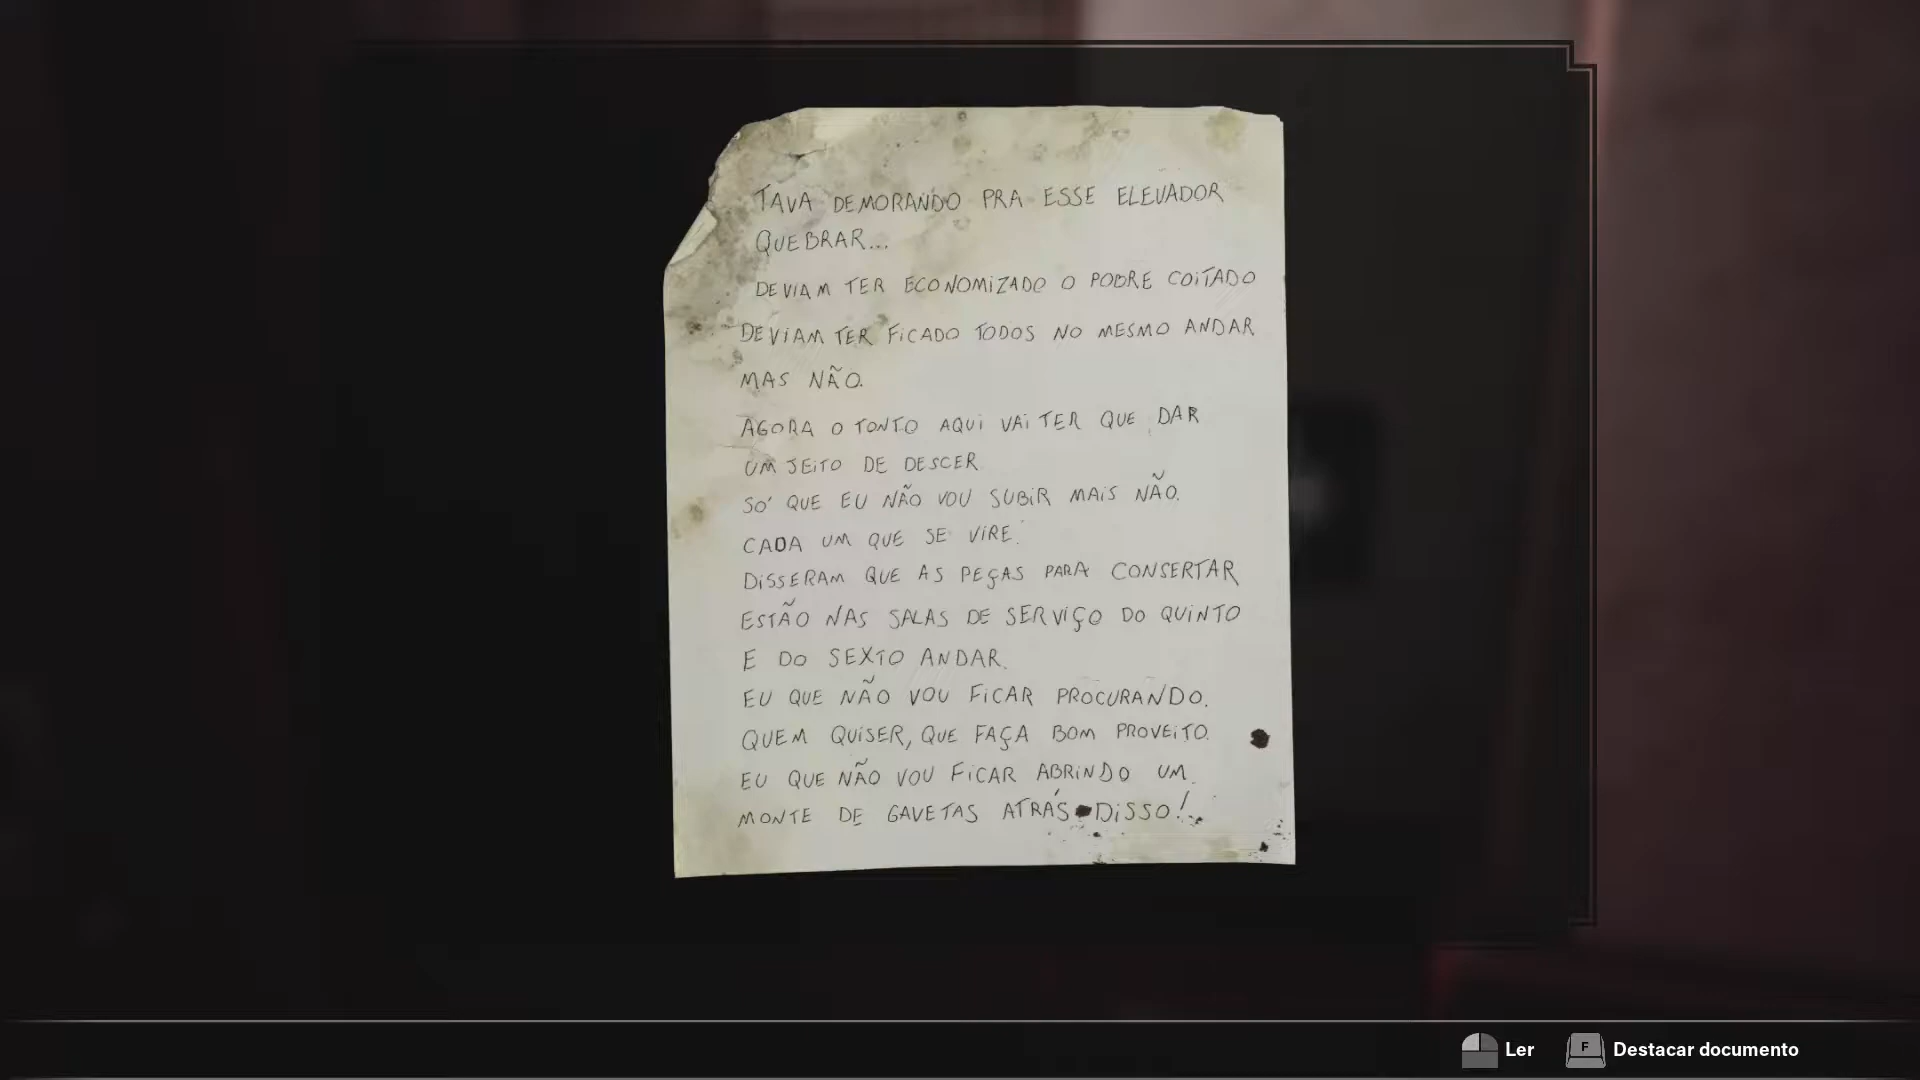 TAVA DEMORANDO PRA ESSE ELEVADOR
QUEBRAR...
DEVIAM TER ECONOMIZADO O POBRE COITADO
DEVIAM TER FICADO TODOS NO MESMO ANDAR
MAS NÃO.
AGORA O TONTO AQUI VAI TER QUE DAR
UM JEITO DE DESCER
SÓ QUE EU NÃO VOU SUBIR MAIS NÃO.
CADA UM QUE SE VIRE.
DISSERAM QUE AS PEÇAS PARA CONSERTAR
ESTÃO NAS SALAS DE SERVIÇO DO QUINTO
E DO SEXTO ANDAR.
EU QUE NÃO VOU FICAR PROCURANDO.
QUEM QUISER, QUE FAÇA BOM PROVEITO.
EU QUE NÃO VOU FICAR ABRINDO UM
MONTE DE GAVETAS ATRÁS DISSO!
Ler F Destacar documento